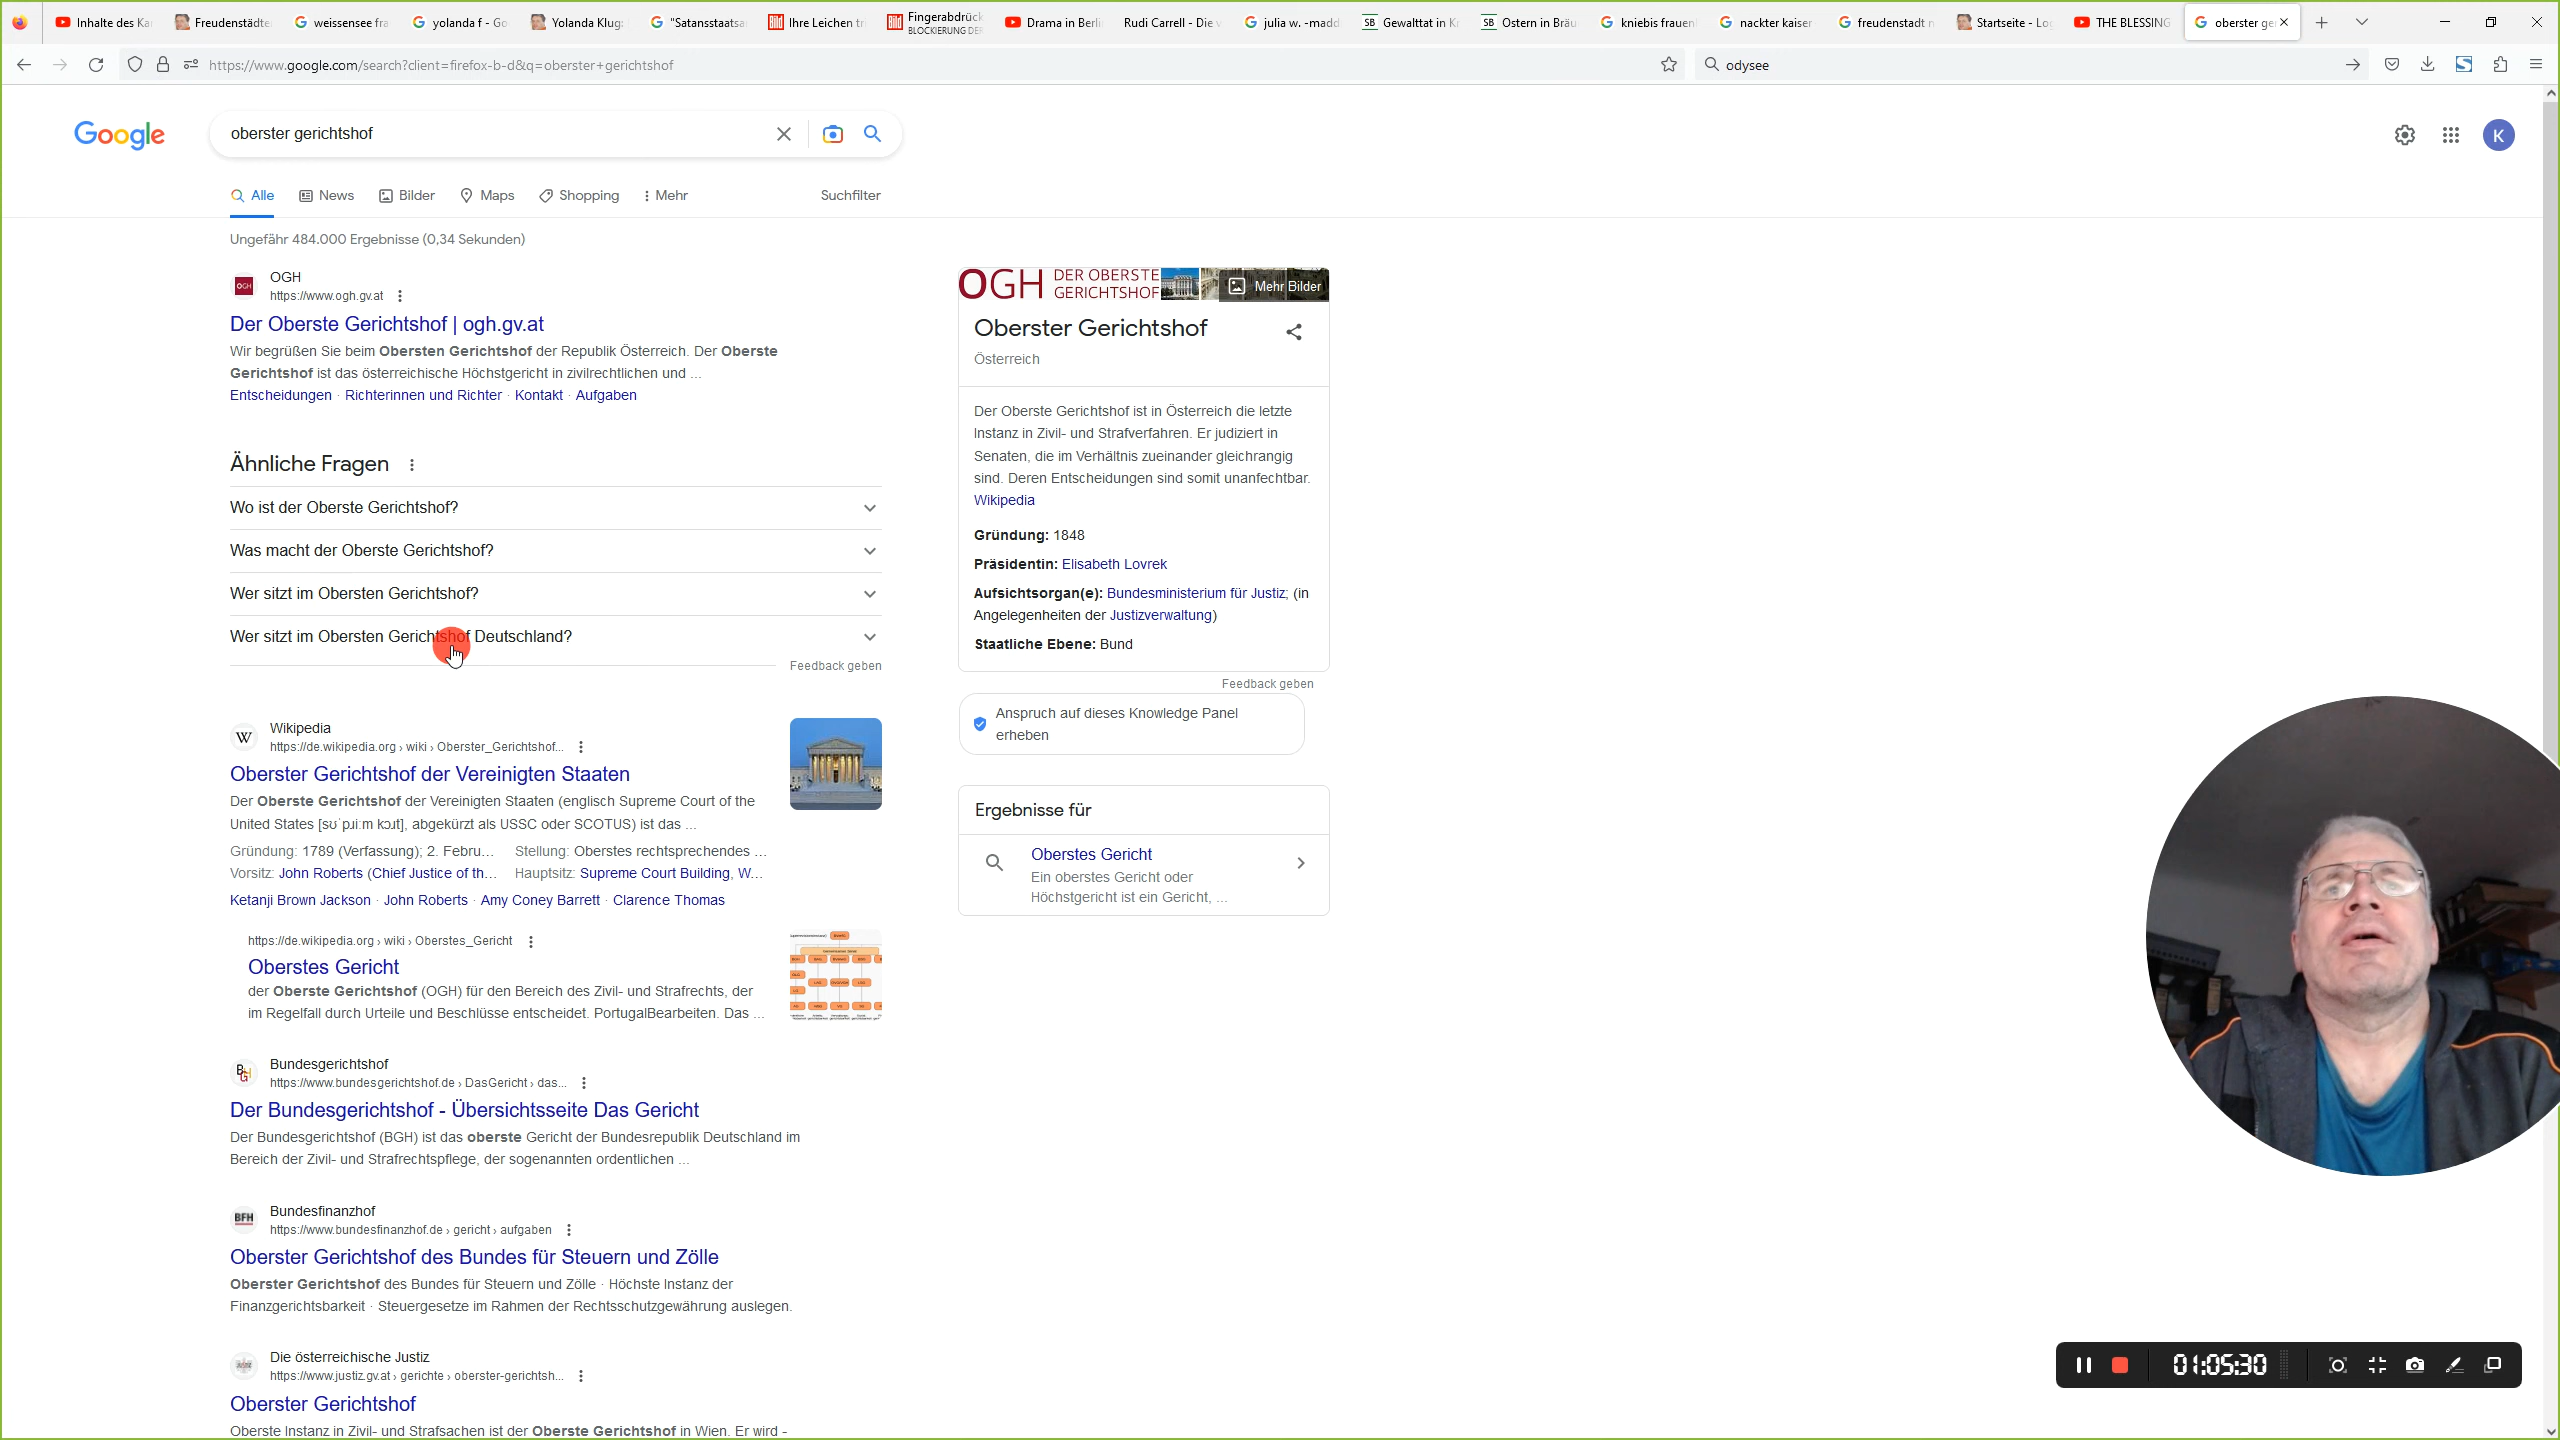 Inhalte des Ka
Freudenstädte
weissensee fra
yolanda f - Go
Yolanda Klug:
"Satansstaatsa
Ihre Leichen tr
Fingerabdrück
BLOCKIERUNG DER
Drama in Berli
Rudi Carrell - Die v
julia w. -madd
Gewalttat in Kr
Ostern in Bräu
kniebis frauen
nackter kaiser
freudenstadt n
Startseite - Lo
THE BLESSING
oberster ge
https://www.google.com/search?client=firefox-b-d&q=oberster+gerichtshof
odysee
Google
oberster gerichtshof
K
Alle
News
Bilder
Maps
Shopping
Mehr
Suchfilter
Ungefähr 484.000 Ergebnisse (0,34 Sekunden)
OGH
OGH
https://www.ogh.gv.at
Der Oberste Gerichtshof | ogh.gv.at
Wir begrüßen Sie beim Obersten Gerichtshof der Republik Österreich. Der Oberste
Gerichtshof ist das österreichische Höchstgericht in zivilrechtlichen und ...
Entscheidungen · Richterinnen und Richter · Kontakt · Aufgaben
Ähnliche Fragen
Wo ist der Oberste Gerichtshof?
Was macht der Oberste Gerichtshof?
Wer sitzt im Obersten Gerichtshof?
Wer sitzt im Obersten Gerichtshof Deutschland?
Feedback geben
Wikipedia
https://de.wikipedia.org › wiki › Oberster_Gerichtshof...
Oberster Gerichtshof der Vereinigten Staaten
Der Oberste Gerichtshof der Vereinigten Staaten (englisch Supreme Court of the
United States [sʊˈpɹiːm kɔɹt], abgekürzt als USSC oder SCOTUS) ist das ...
Gründung: 1789 (Verfassung); 2. Febru... Stellung: Oberstes rechtsprechendes ...
Vorsitz: John Roberts (Chief Justice of th... Hauptsitz: Supreme Court Building, W...
Ketanji Brown Jackson · John Roberts · Amy Coney Barrett · Clarence Thomas
https://de.wikipedia.org › wiki › Oberstes_Gericht
Oberstes Gericht
der Oberste Gerichtshof (OGH) für den Bereich des Zivil- und Strafrechts, der
im Regelfall durch Urteile und Beschlüsse entscheidet. PortugalBearbeiten. Das ...
Bundesgerichtshof
https://www.bundesgerichtshof.de › DasGericht › das...
Der Bundesgerichtshof - Übersichtsseite Das Gericht
Der Bundesgerichtshof (BGH) ist das oberste Gericht der Bundesrepublik Deutschland im
Bereich der Zivil- und Strafrechtspflege, der sogenannten ordentlichen ...
BFH
Bundesfinanzhof
https://www.bundesfinanzhof.de › gericht › aufgaben
Oberster Gerichtshof des Bundes für Steuern und Zölle
Oberster Gerichtshof des Bundes für Steuern und Zölle · Höchste Instanz der
Finanzgerichtsbarkeit · Steuergesetze im Rahmen der Rechtsschutzgewährung auslegen.
Die österreichische Justiz
https://www.justiz.gv.at › gerichte › oberster-gerichtsh...
Oberster Gerichtshof
Oberste Instanz in Zivil- und Strafsachen ist der Oberste Gerichtshof in Wien. Er wird -
OGH DER OBERSTE
GERICHTSHOF
Mehr Bilder
Oberster Gerichtshof
Österreich
Der Oberste Gerichtshof ist in Österreich die letzte
Instanz in Zivil- und Strafverfahren. Er judiziert in
Senaten, die im Verhältnis zueinander gleichrangig
sind. Deren Entscheidungen sind somit unanfechtbar.
Wikipedia
Gründung: 1848
Präsidentin: Elisabeth Lovrek
Aufsichtsorgan(e): Bundesministerium für Justiz; (in
Angelegenheiten der Justizverwaltung)
Staatliche Ebene: Bund
Feedback geben
Anspruch auf dieses Knowledge Panel
erheben
Ergebnisse für
Oberstes Gericht
Ein oberstes Gericht oder
Höchstgericht ist ein Gericht, ...
01:05:30